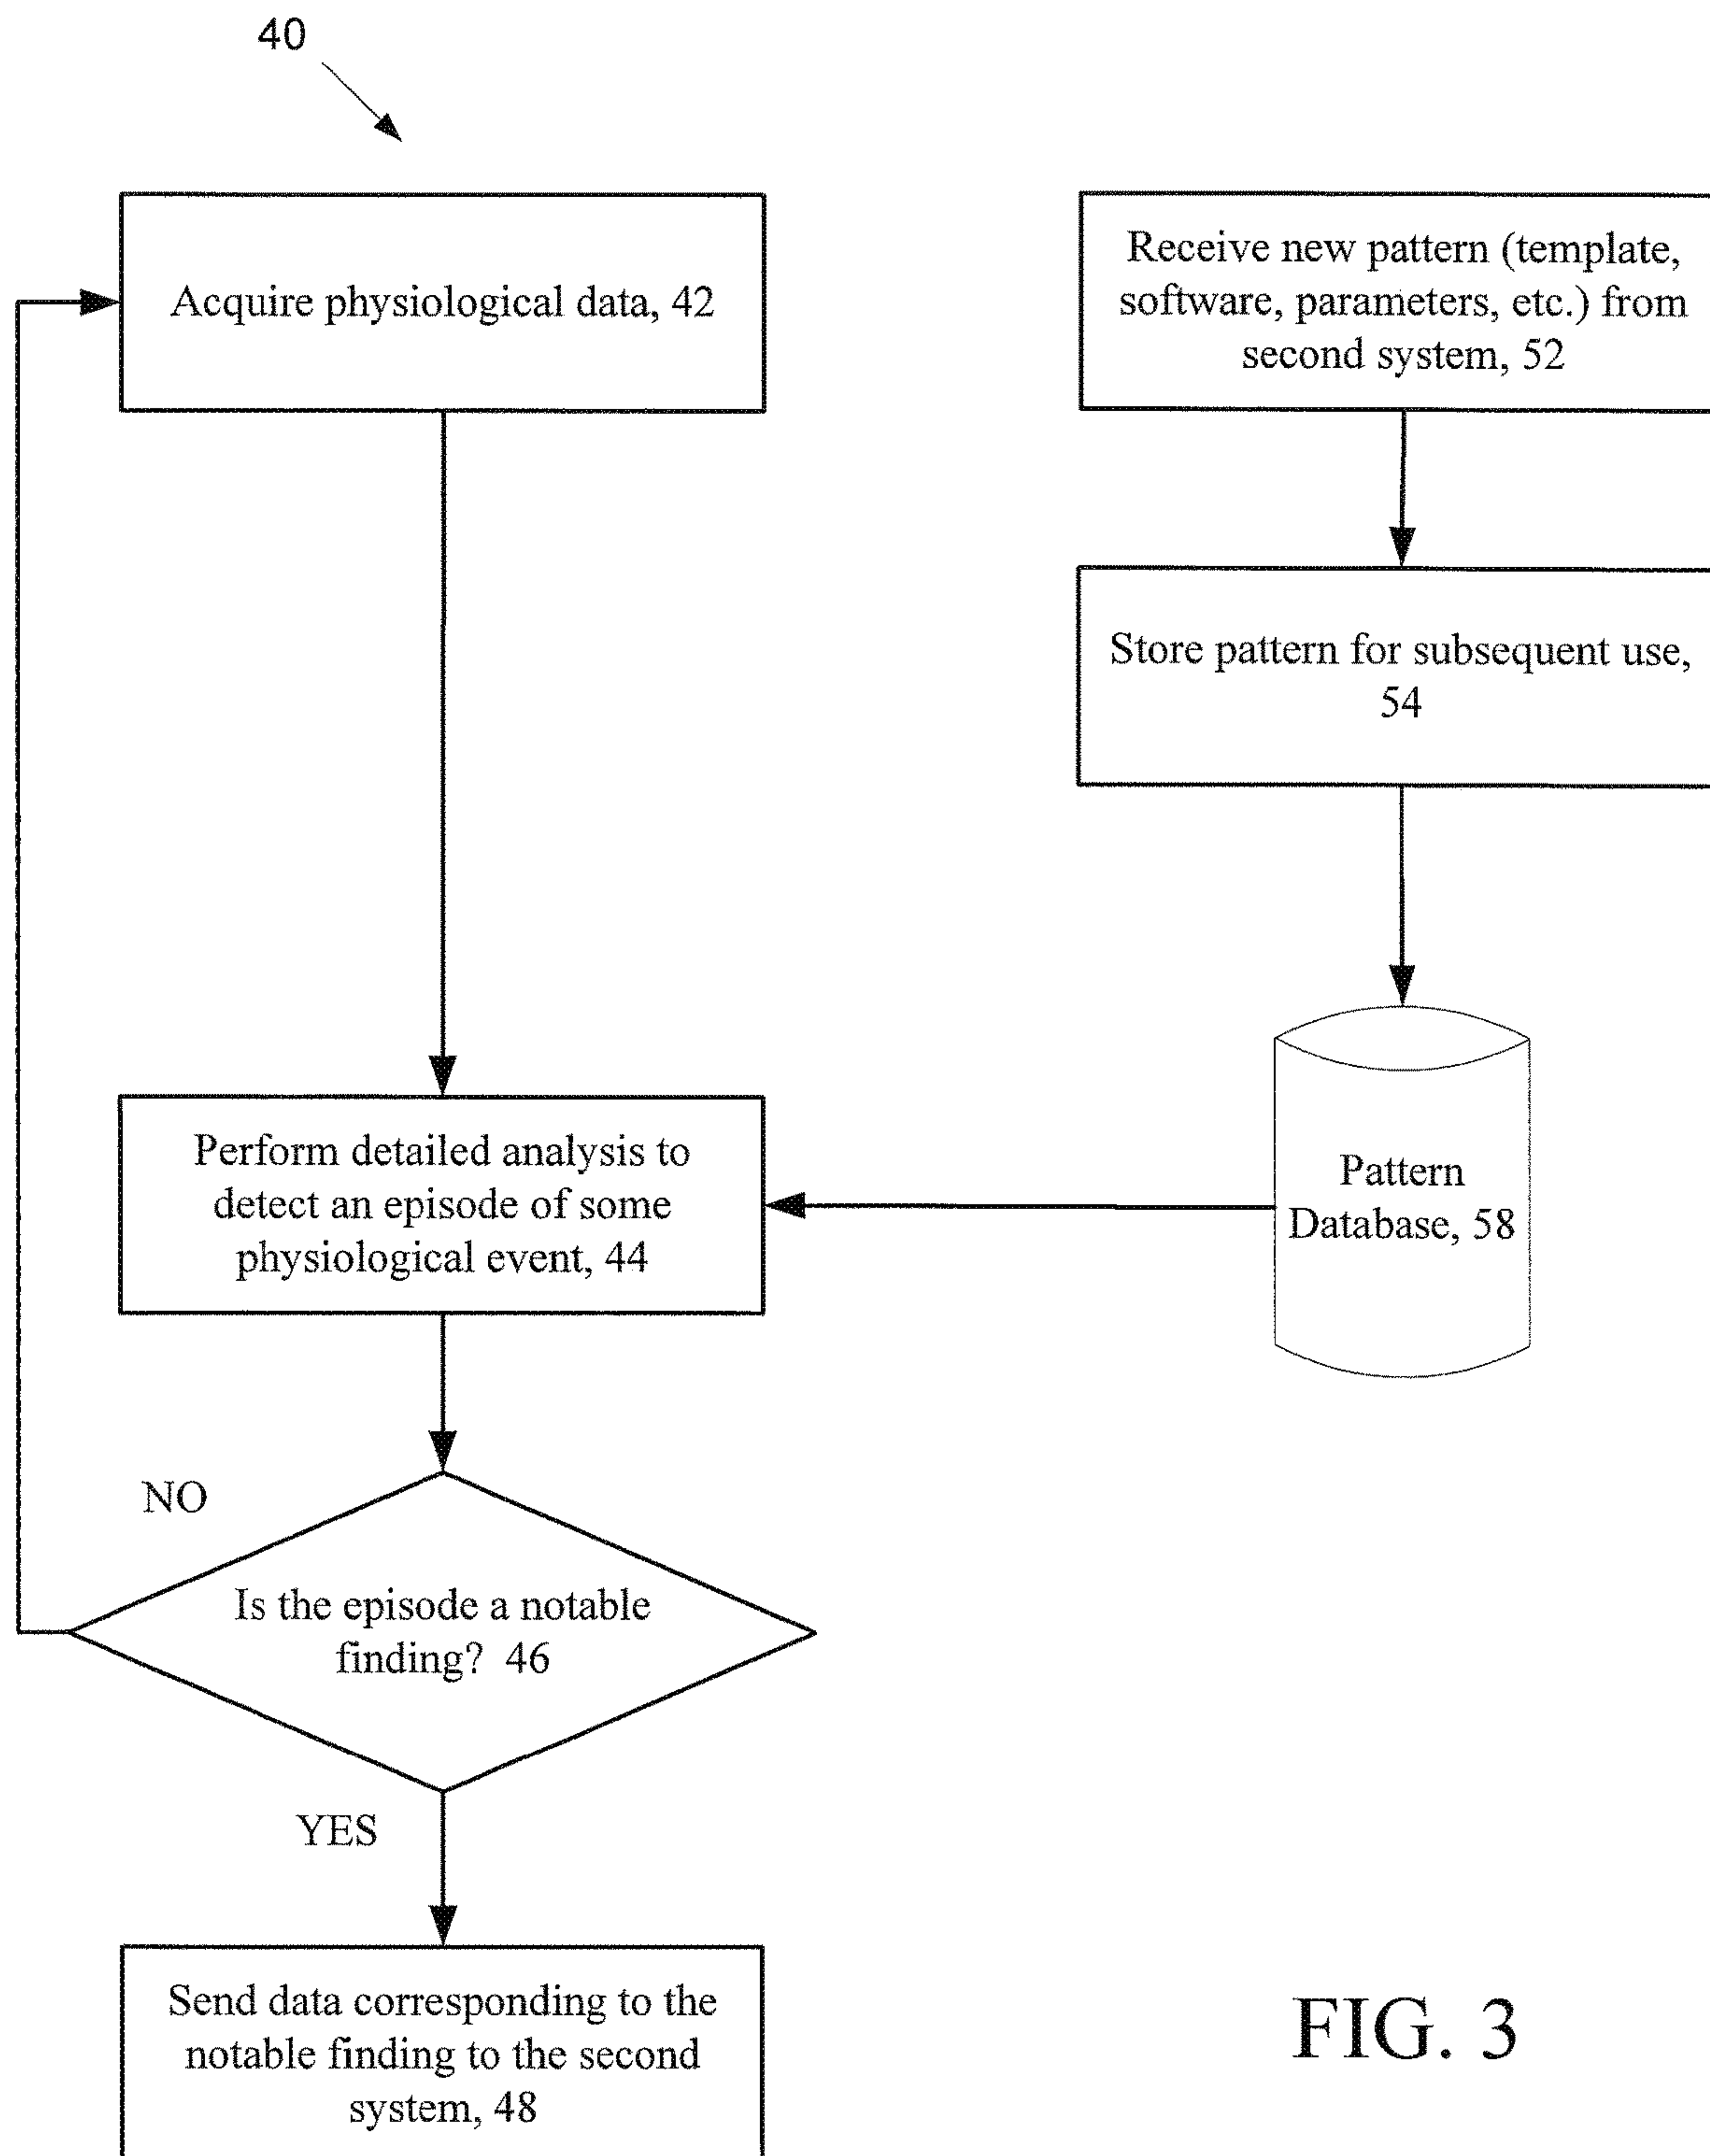 40
Acquire physiological data, 42
Receive new pattern (template,
software, parameters, etc.) from
second system, 52
Store pattern for subsequent use,
54
Perform detailed analysis to
detect an episode of some
physiological event, 44
Pattern
Database, 58
NO
Is the episode a notable
finding? 46
YES
Send data corresponding to the
notable finding to the second
system, 48
FIG. 3